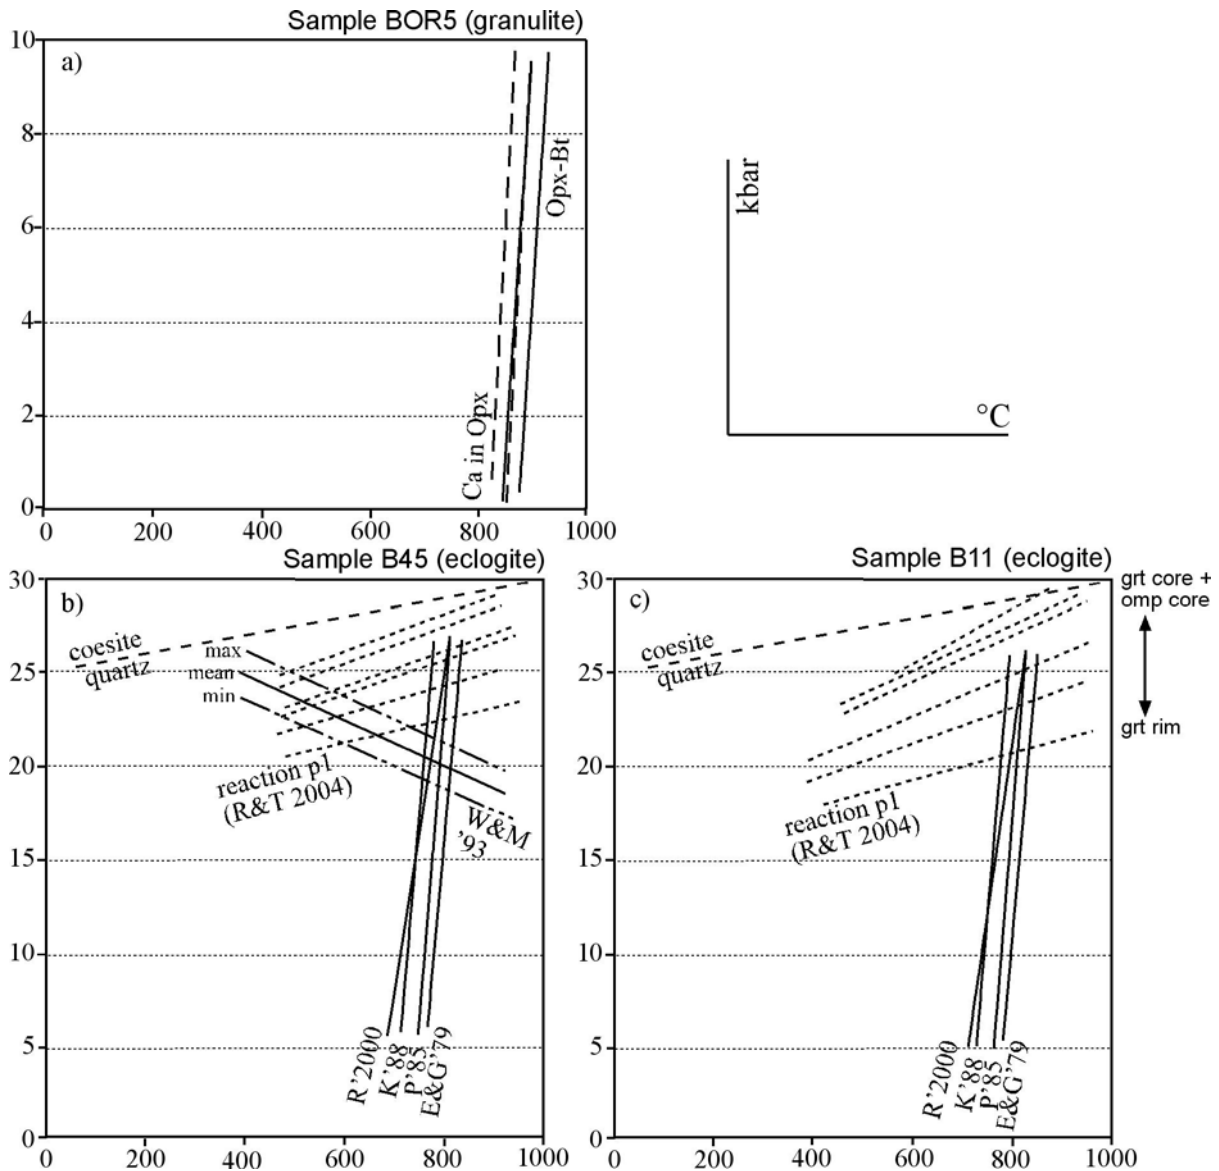 Sample BOR5 (granulite)
10
a)
8
6
4
2
0
Opx-Bt
Ca in Opx
0 200 400 600 800 1000
kbar
°C
Sample B45 (eclogite)
30
b)
25
20
15
10
5
0
coesite
quartz
max
mean
min
reaction p1
(R&T 2004)
W&M
'93
R'2000
K'88
P'85
E&G'79
0 200 400 600 800 1000
Sample B11 (eclogite)
30
c)
25
20
15
10
5
0
coesite
quartz
reaction p1
(R&T 2004)
R'2000
K'88
P'85
E&G'79
0 200 400 600 800 1000
grt core +
omp core
grt rim